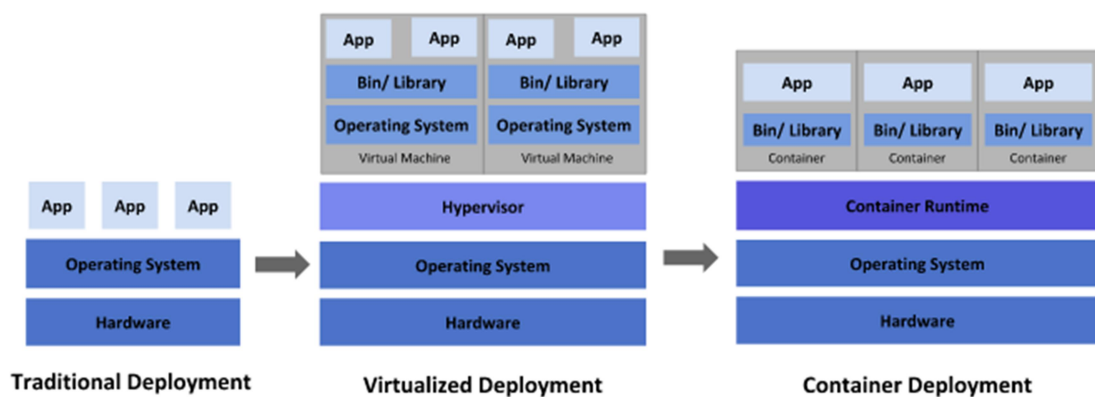 App App App
Operating System
Hardware
Traditional Deployment
App App App App
Bin/ Library Bin/ Library
Operating System Operating System
Virtual Machine Virtual Machine
Hypervisor
Operating System
Hardware
Virtualized Deployment
App App App
Bin/ Library Bin/ Library Bin/ Library
Container Container Container
Container Runtime
Operating System
Hardware
Container Deployment